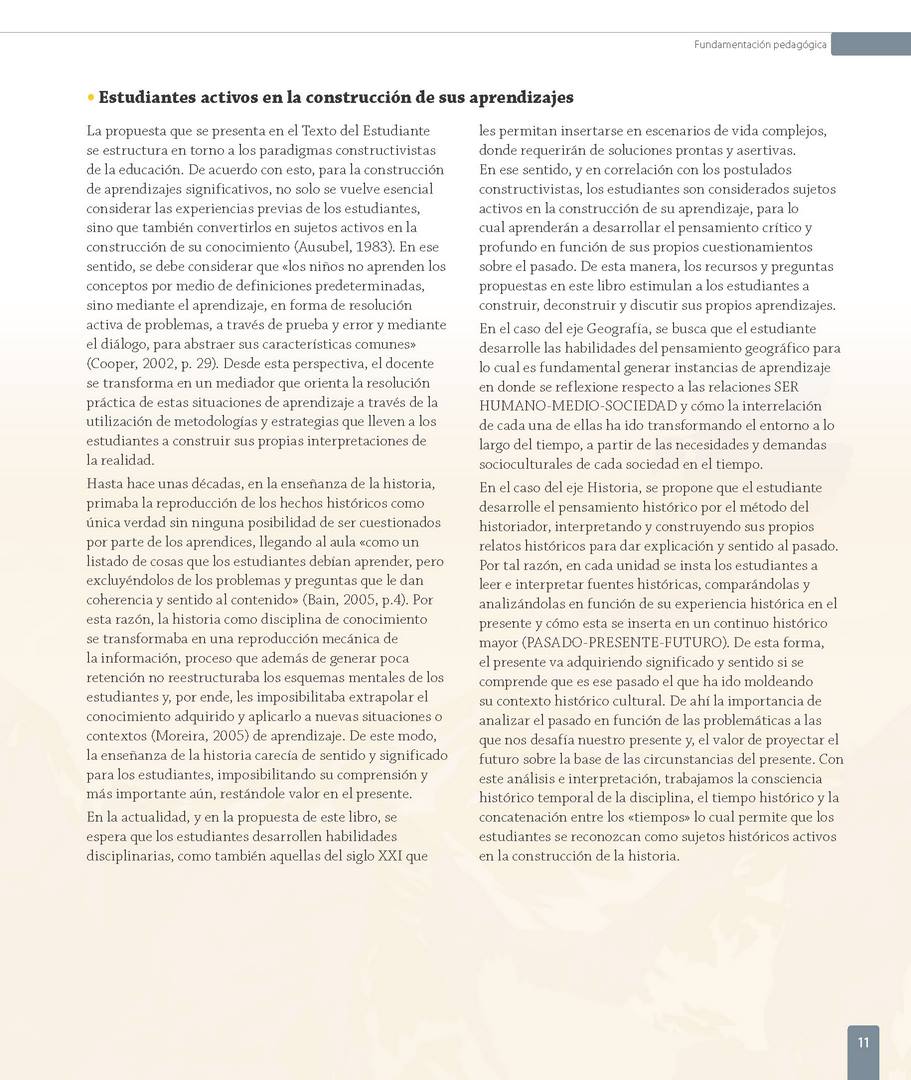 Fundamentación pedagógica
• Estudiantes activos en la construcción de sus aprendizajes
La propuesta que se presenta en el Texto del Estudiante
se estructura en torno a los paradigmas constructivistas
de la educación. De acuerdo con esto, para la construcción
de aprendizajes significativos, no solo se vuelve esencial
considerar las experiencias previas de los estudiantes,
sino que también convertirlos en sujetos activos en la
construcción de su conocimiento (Ausubel, 1983). En ese
sentido, se debe considerar que «los niños no aprenden los
conceptos por medio de definiciones predeterminadas,
sino mediante el aprendizaje, en forma de resolución
activa de problemas, a través de prueba y error y mediante
el diálogo, para abstraer sus características comunes»
(Cooper, 2002, p. 29). Desde esta perspectiva, el docente
se transforma en un mediador que orienta la resolución
práctica de estas situaciones de aprendizaje a través de la
utilización de metodologías y estrategias que lleven a los
estudiantes a construir sus propias interpretaciones de
la realidad.
Hasta hace unas décadas, en la enseñanza de la historia,
primaba la reproducción de los hechos históricos como
única verdad sin ninguna posibilidad de ser cuestionados
por parte de los aprendices, llegando al aula «como un
listado de cosas que los estudiantes debían aprender, pero
excluyéndolos de los problemas y preguntas que le dan
coherencia y sentido al contenido» (Bain, 2005, p.4). Por
esta razón, la historia como disciplina de conocimiento
se transformaba en una reproducción mecánica de
la información, proceso que además de generar poca
retención no reestructuraba los esquemas mentales de los
estudiantes y, por ende, les imposibilitaba extrapolar el
conocimiento adquirido y aplicarlo a nuevas situaciones o
contextos (Moreira, 2005) de aprendizaje. De este modo,
la enseñanza de la historia carecía de sentido y significado
para los estudiantes, imposibilitando su comprensión y
más importante aún, restándole valor en el presente.
En la actualidad, y en la propuesta de este libro, se
espera que los estudiantes desarrollen habilidades
disciplinarias, como también aquellas del siglo XXI que
les permitan insertarse en escenarios de vida complejos,
donde requerirán de soluciones prontas y asertivas.
En ese sentido, y en correlación con los postulados
constructivistas, los estudiantes son considerados sujetos
activos en la construcción de su aprendizaje, para lo
cual aprenderán a desarrollar el pensamiento crítico y
profundo en función de sus propios cuestionamientos
sobre el pasado. De esta manera, los recursos y preguntas
propuestas en este libro estimulan a los estudiantes a
construir, deconstruir y discutir sus propios aprendizajes.
En el caso del eje Geografía, se busca que el estudiante
desarrolle las habilidades del pensamiento geográfico para
lo cual es fundamental generar instancias de aprendizaje
en donde se reflexione respecto a las relaciones SER
HUMANO-MEDIO-SOCIEDAD y cómo la interrelación
de cada una de ellas ha ido transformando el entorno a lo
largo del tiempo, a partir de las necesidades y demandas
socioculturales de cada sociedad en el tiempo.
En el caso del eje Historia, se propone que el estudiante
desarrolle el pensamiento histórico por el método del
historiador, interpretando y construyendo sus propios
relatos históricos para dar explicación y sentido al pasado.
Por tal razón, en cada unidad se insta los estudiantes a
leer e interpretar fuentes históricas, comparándolas y
analizándolas en función de su experiencia histórica en el
presente y cómo esta se inserta en un continuo histórico
mayor (PASADO-PRESENTE-FUTURO). De esta forma,
el presente va adquiriendo significado y sentido si se
comprende que es ese pasado el que ha ido moldeando
su contexto histórico cultural. De ahí la importancia de
analizar el pasado en función de las problemáticas a las
que nos desafía nuestro presente y, el valor de proyectar el
futuro sobre la base de las circunstancias del presente. Con
este análisis e interpretación, trabajamos la consciencia
histórico temporal de la disciplina, el tiempo histórico y la
concatenación entre los «tiempos» lo cual permite que los
estudiantes se reconozcan como sujetos históricos activos
en la construcción de la historia.
11